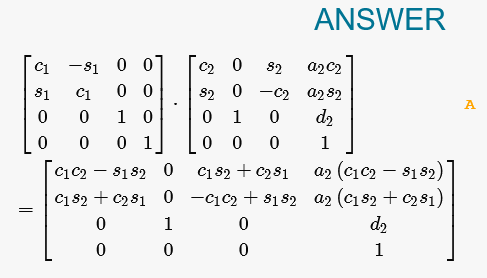 ANSWER
[ c₁ −s₁ 0 0 ; s₁ c₁ 0 0 ; 0 0 1 0 ; 0 0 0 1 ] · [ c₂ 0 s₂ a₂c₂ ; s₂ 0 −c₂ a₂s₂ ; 0 1 0 d₂ ; 0 0 0 1 ]
A
= [ c₁c₂ − s₁s₂ 0 c₁s₂ + c₂s₁ a₂ (c₁c₂ − s₁s₂) ; c₁s₂ + c₂s₁ 0 −c₁c₂ + s₁s₂ a₂ (c₁s₂ + c₂s₁) ; 0 1 0 d₂ ; 0 0 0 1 ]